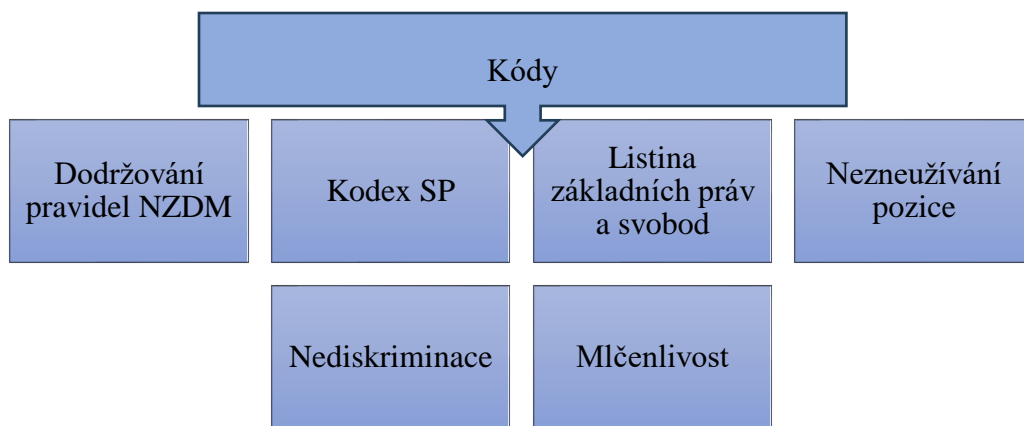 Kódy
Dodržování
pravidel NZDM
Kodex SP
Listina
základních práv
a svobod
Nezneužívání
pozice
Nediskriminace
Mlčenlivost